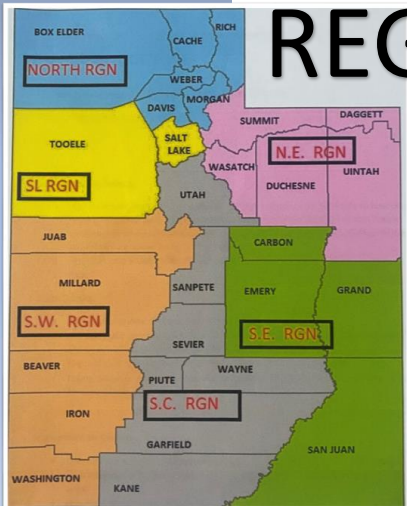 REG
BOX ELDER
RICH
CACHE
NORTH RGN
WEBER
MORGAN
DAVIS
SUMMIT
DAGGETT
TOOELE
SALT
LAKE
N.E. RGN
WASATCH
UINTAH
DUCHESNE
SL RGN
UTAH
JUAB
CARBON
MILLARD
SANPETE
EMERY
GRAND
S.W. RGN
S.E. RGN
SEVIER
BEAVER
WAYNE
PIUTE
S.C. RGN
IRON
GARFIELD
SAN JUAN
WASHINGTON
KANE